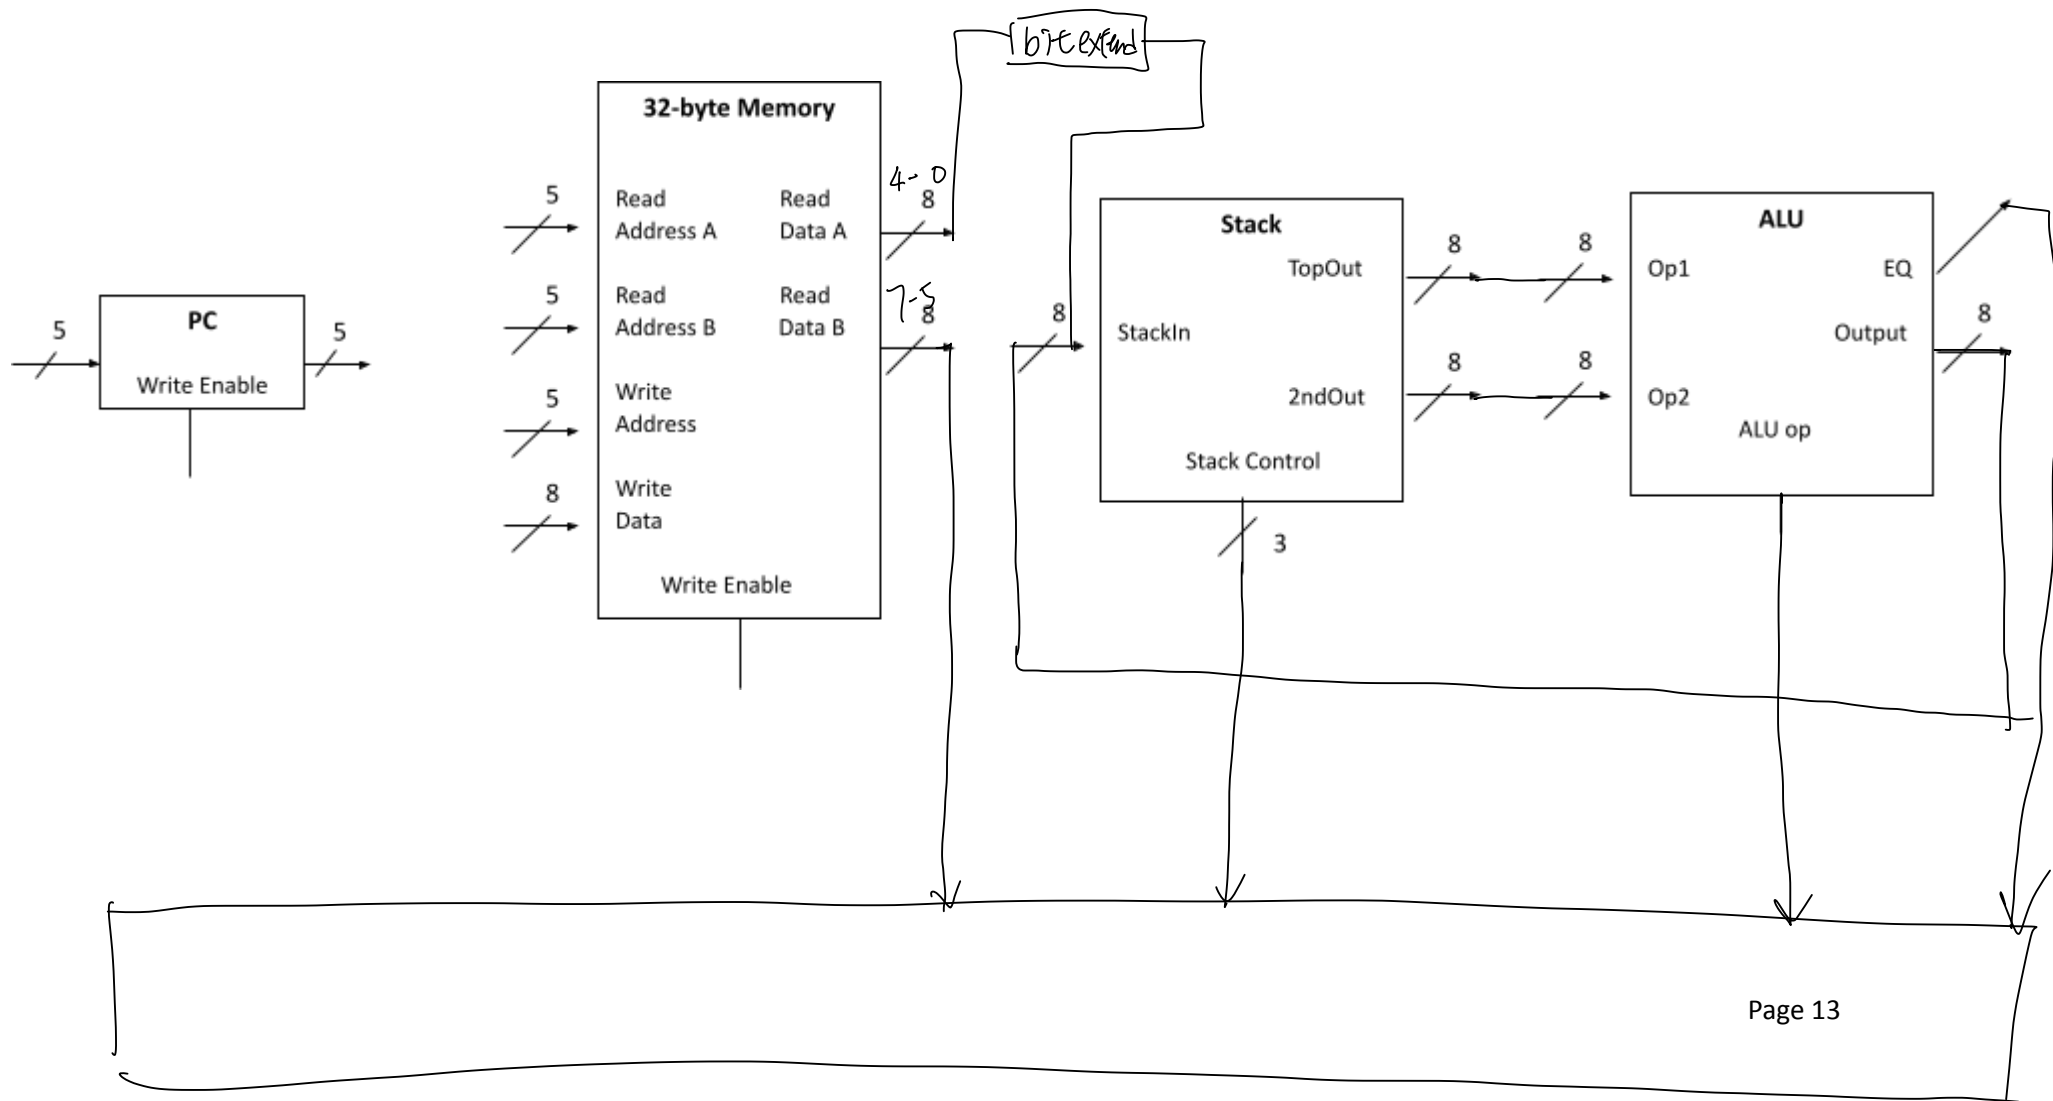 bit extend
32-byte Memory
4-0
5
Read
Address A
Read
Data A
8
5
Read
Address B
Read
Data B
7-5
8
5
Write
Address
8
Write
Data
Write Enable
5
PC
5
Write Enable
8
Stack
TopOut
8
StackIn
2ndOut
8
Stack Control
3
8
8
ALU
Op1
EQ
Output
8
Op2
ALU op
Page 13